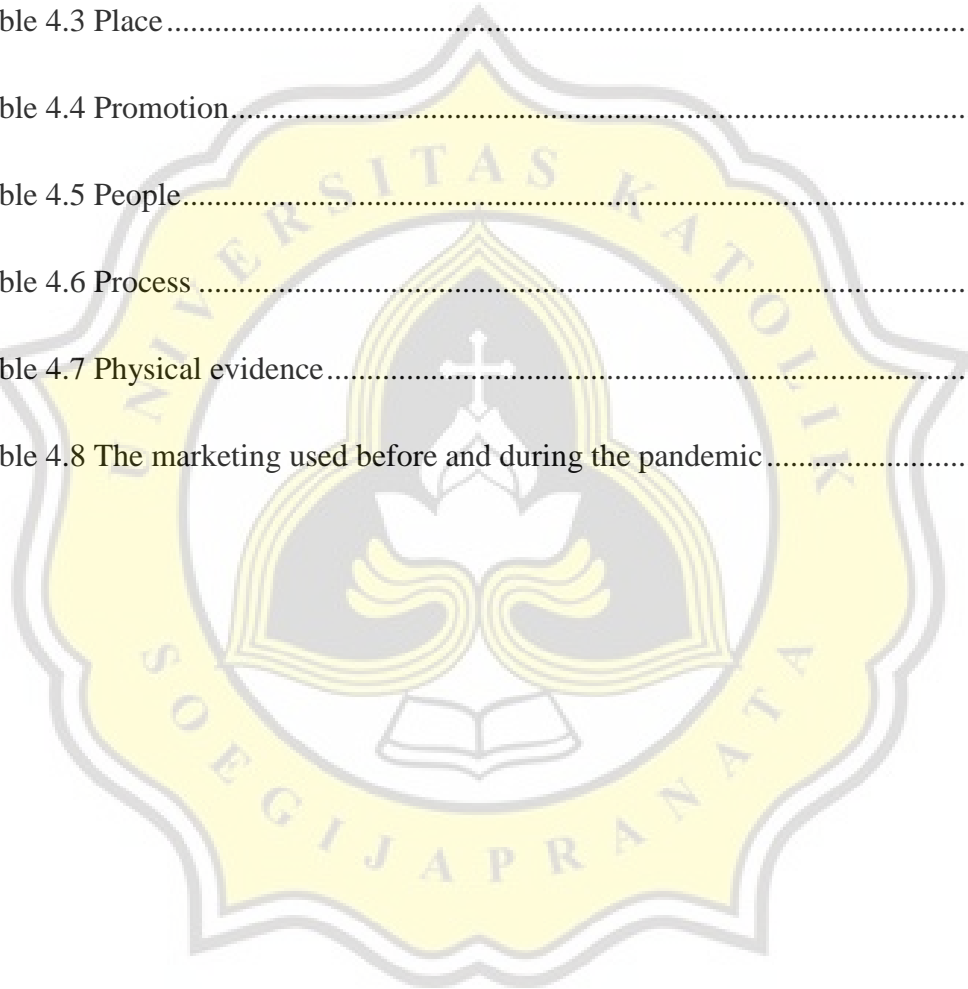 ble 4.3 Place....................................................................................
ble 4.4 Promotion.............................................................................
ble 4.5 People..................................................................................
ble 4.6 Process ................................................................................
ble 4.7 Physical evidence...................................................................
ble 4.8 The marketing used before and during the pandemic.....................
UNIVERSITAS KATOLIK
SOEGIJAPRANATA